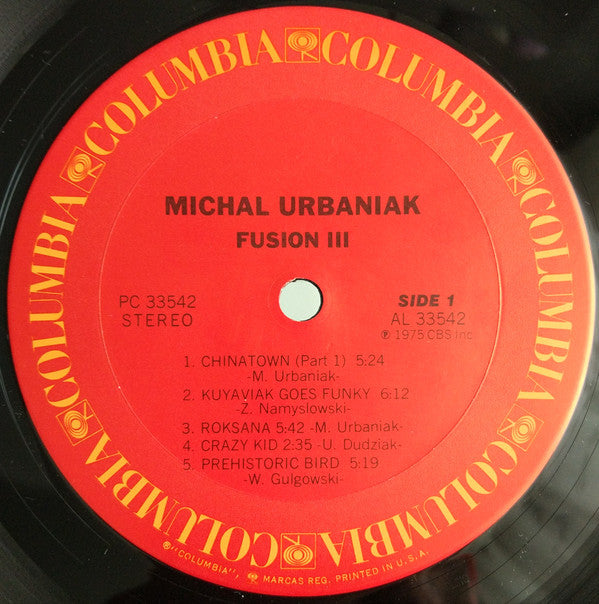 COLUMBIA COLUMBIA COLUMBIA COLUMBIA COLUMBIA COLUMBIA
MICHAL URBANIAK
FUSION III
PC 33542
STEREO
SIDE 1
AL 33542
℗ 1975 CBS Inc.
1. CHINATOWN (Part 1) 5:24
-M. Urbaniak-
2. KUYAVIAK GOES FUNKY 6:12
-Z. Namyslowski-
3. ROKSANA 5:42 -M. Urbaniak-
4. CRAZY KID 2:35 -U. Dudziak-
5. PREHISTORIC BIRD 5:19
-W. Gulgowski-
®"COLUMBIA", MARCAS REG. PRINTED IN U.S.A.